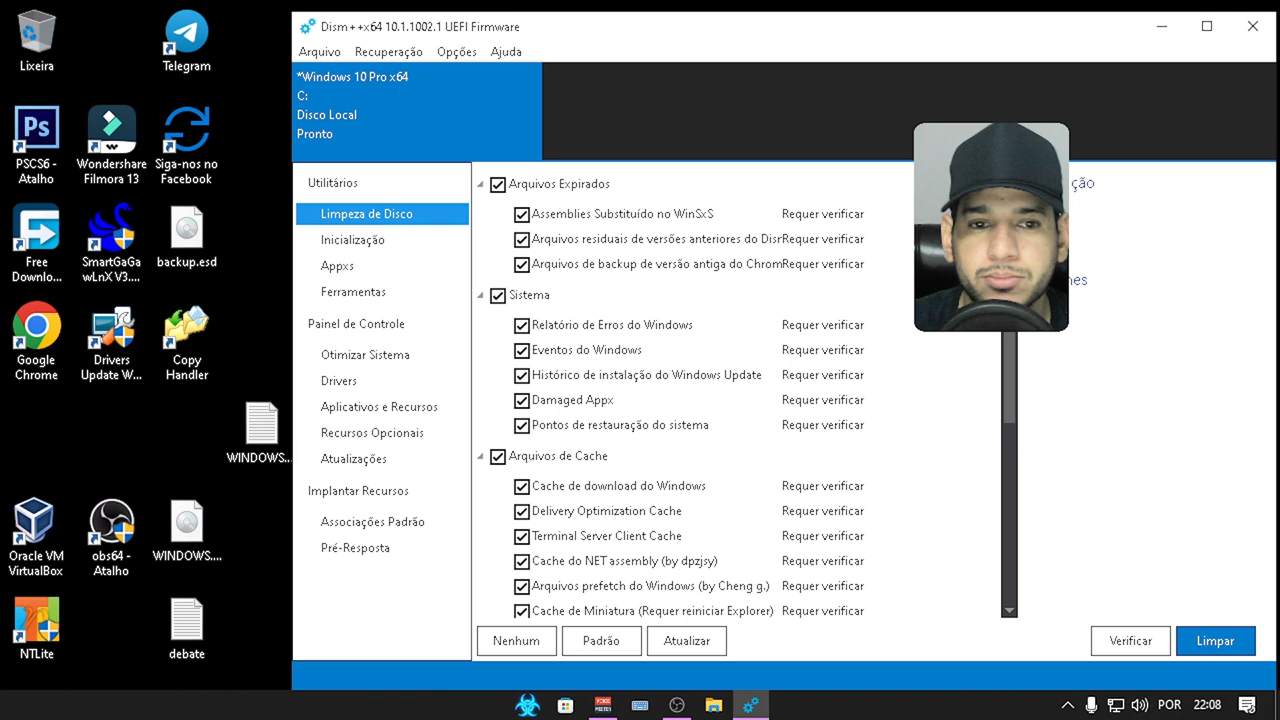 Lixeira
Telegram
Ps
PSCS6 -
Atalho
Wondershare
Filmora 13
Siga-nos no
Facebook
Free
Downlo...
SmartGaGa
wLnX V3....
backup.esd
Google
Chrome
Drivers
Update W...
Copy
Handler
WINDOWS...
Oracle VM
VirtualBox
obs64 -
Atalho
WINDOWS....
NTLite
debate
Dism++x64 10.1.1002.1 UEFI Firmware
Arquivo Recuperação Opções Ajuda
*Windows 10 Pro x64
C:
Disco Local
Pronto
Utilitários
Limpeza de Disco
Inicialização
Appxs
Ferramentas
Painel de Controle
Otimizar Sistema
Drivers
Aplicativos e Recursos
Recursos Opcionais
Atualizações
Implantar Recursos
Associações Padrão
Pré-Resposta
Arquivos Expirados
Assemblies Substituído no WinSxS Requer verificar
Arquivos residuais de versões anteriores do Disr Requer verificar
Arquivos de backup de versão antiga do Chrom Requer verificar
Sistema
Relatório de Erros do Windows Requer verificar
Eventos do Windows Requer verificar
Histórico de instalação do Windows Update Requer verificar
Damaged Appx Requer verificar
Pontos de restauração do sistema Requer verificar
Arquivos de Cache
Cache de download do Windows Requer verificar
Delivery Optimization Cache Requer verificar
Terminal Server Client Cache Requer verificar
Cache do NET assembly (by dpzjsy) Requer verificar
Arquivos prefetch do Windows (by Cheng g.) Requer verificar
Cache de Miniatura (Requer reiniciar Explorer) Requer verificar
ção
nes
Nenhum Padrão Atualizar Verificar Limpar
POR 22:08